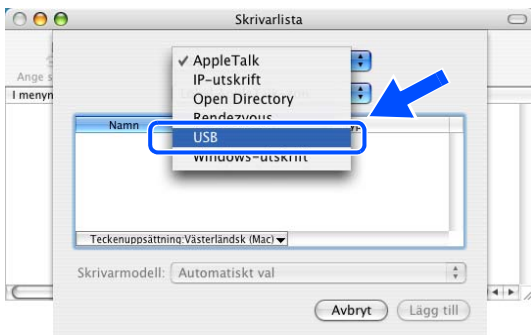 Skrivarlista
AppleTalk
IP-utskrift
Open Directory
Rendezvous
USB
Windows-utskrift
Ange s
I menyn
Namn
Teckenuppsättning:Västerländsk (Mac)
Skrivarmodell: Automatiskt val
Avbryt Lägg till